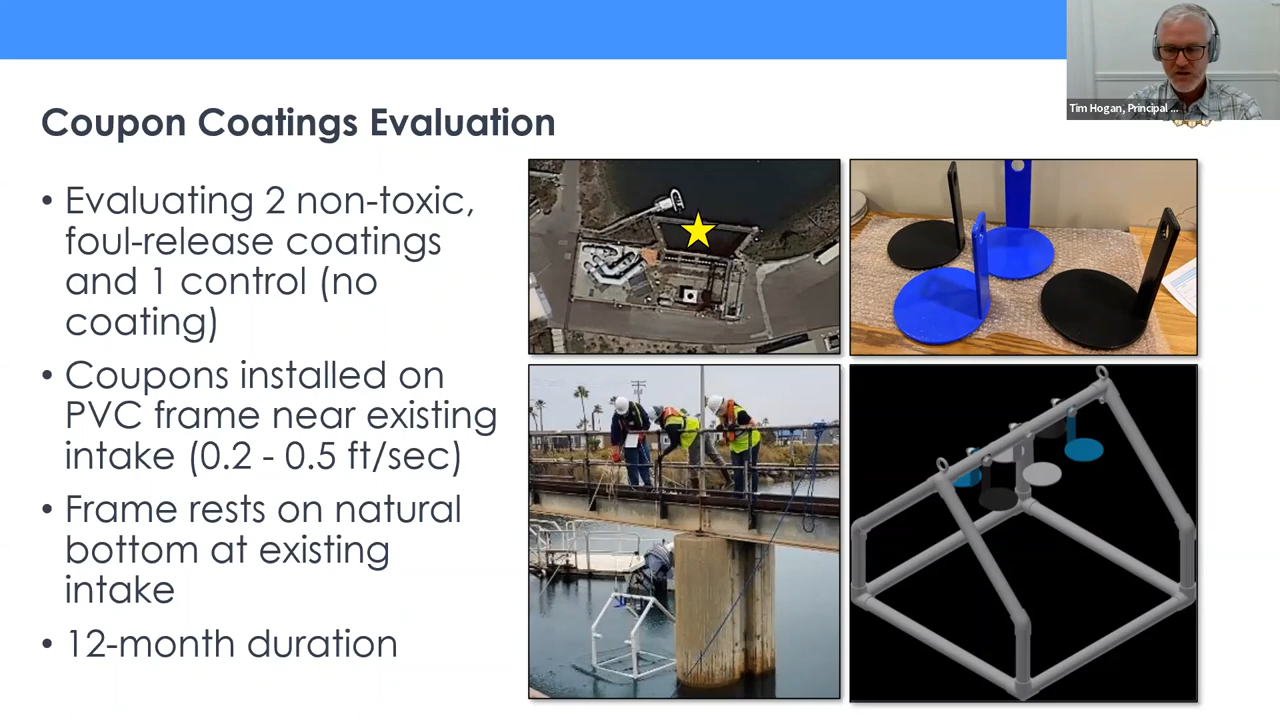 Tim Hogan, Principal ...
Coupon Coatings Evaluation
• Evaluating 2 non-toxic,
foul-release coatings
and 1 control (no
coating)
• Coupons installed on
PVC frame near existing
intake (0.2 - 0.5 ft/sec)
• Frame rests on natural
bottom at existing
intake
• 12-month duration